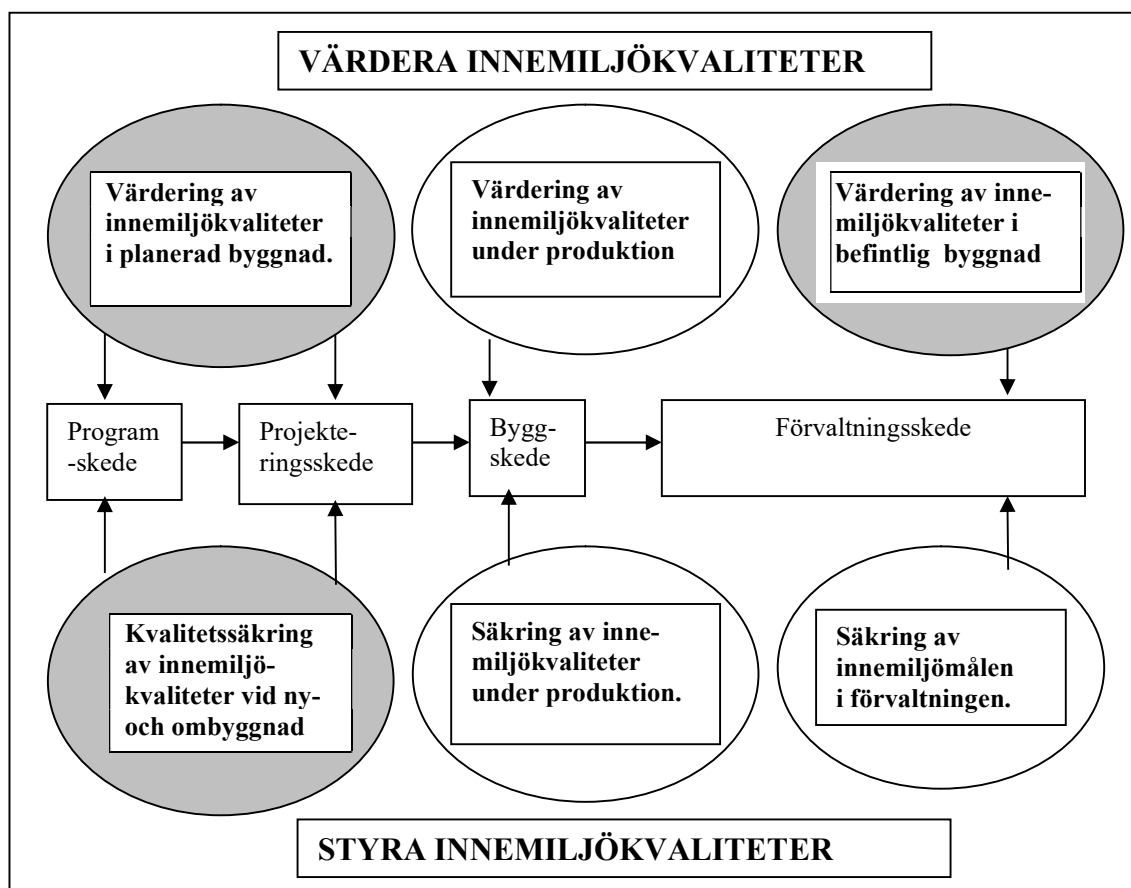 VÄRDERA INNEMILJÖKVALITETER
Värdering av
innemiljökvaliteter
i planerad byggnad.
Värdering av
innemiljökvaliteter
under produktion
Värdering av inne-
miljökvaliteter i
befintlig byggnad
Program
-skede
Projekte-
ringsskede
Bygg-
skede
Förvaltningsskede
Kvalitetssäkring
av innemiljö-
kvaliteter vid ny-
och ombyggnad
Säkring av inne-
miljökvaliteter
under produktion.
Säkring av
innemiljömålen
i förvaltningen.
STYRA INNEMILJÖKVALITETER